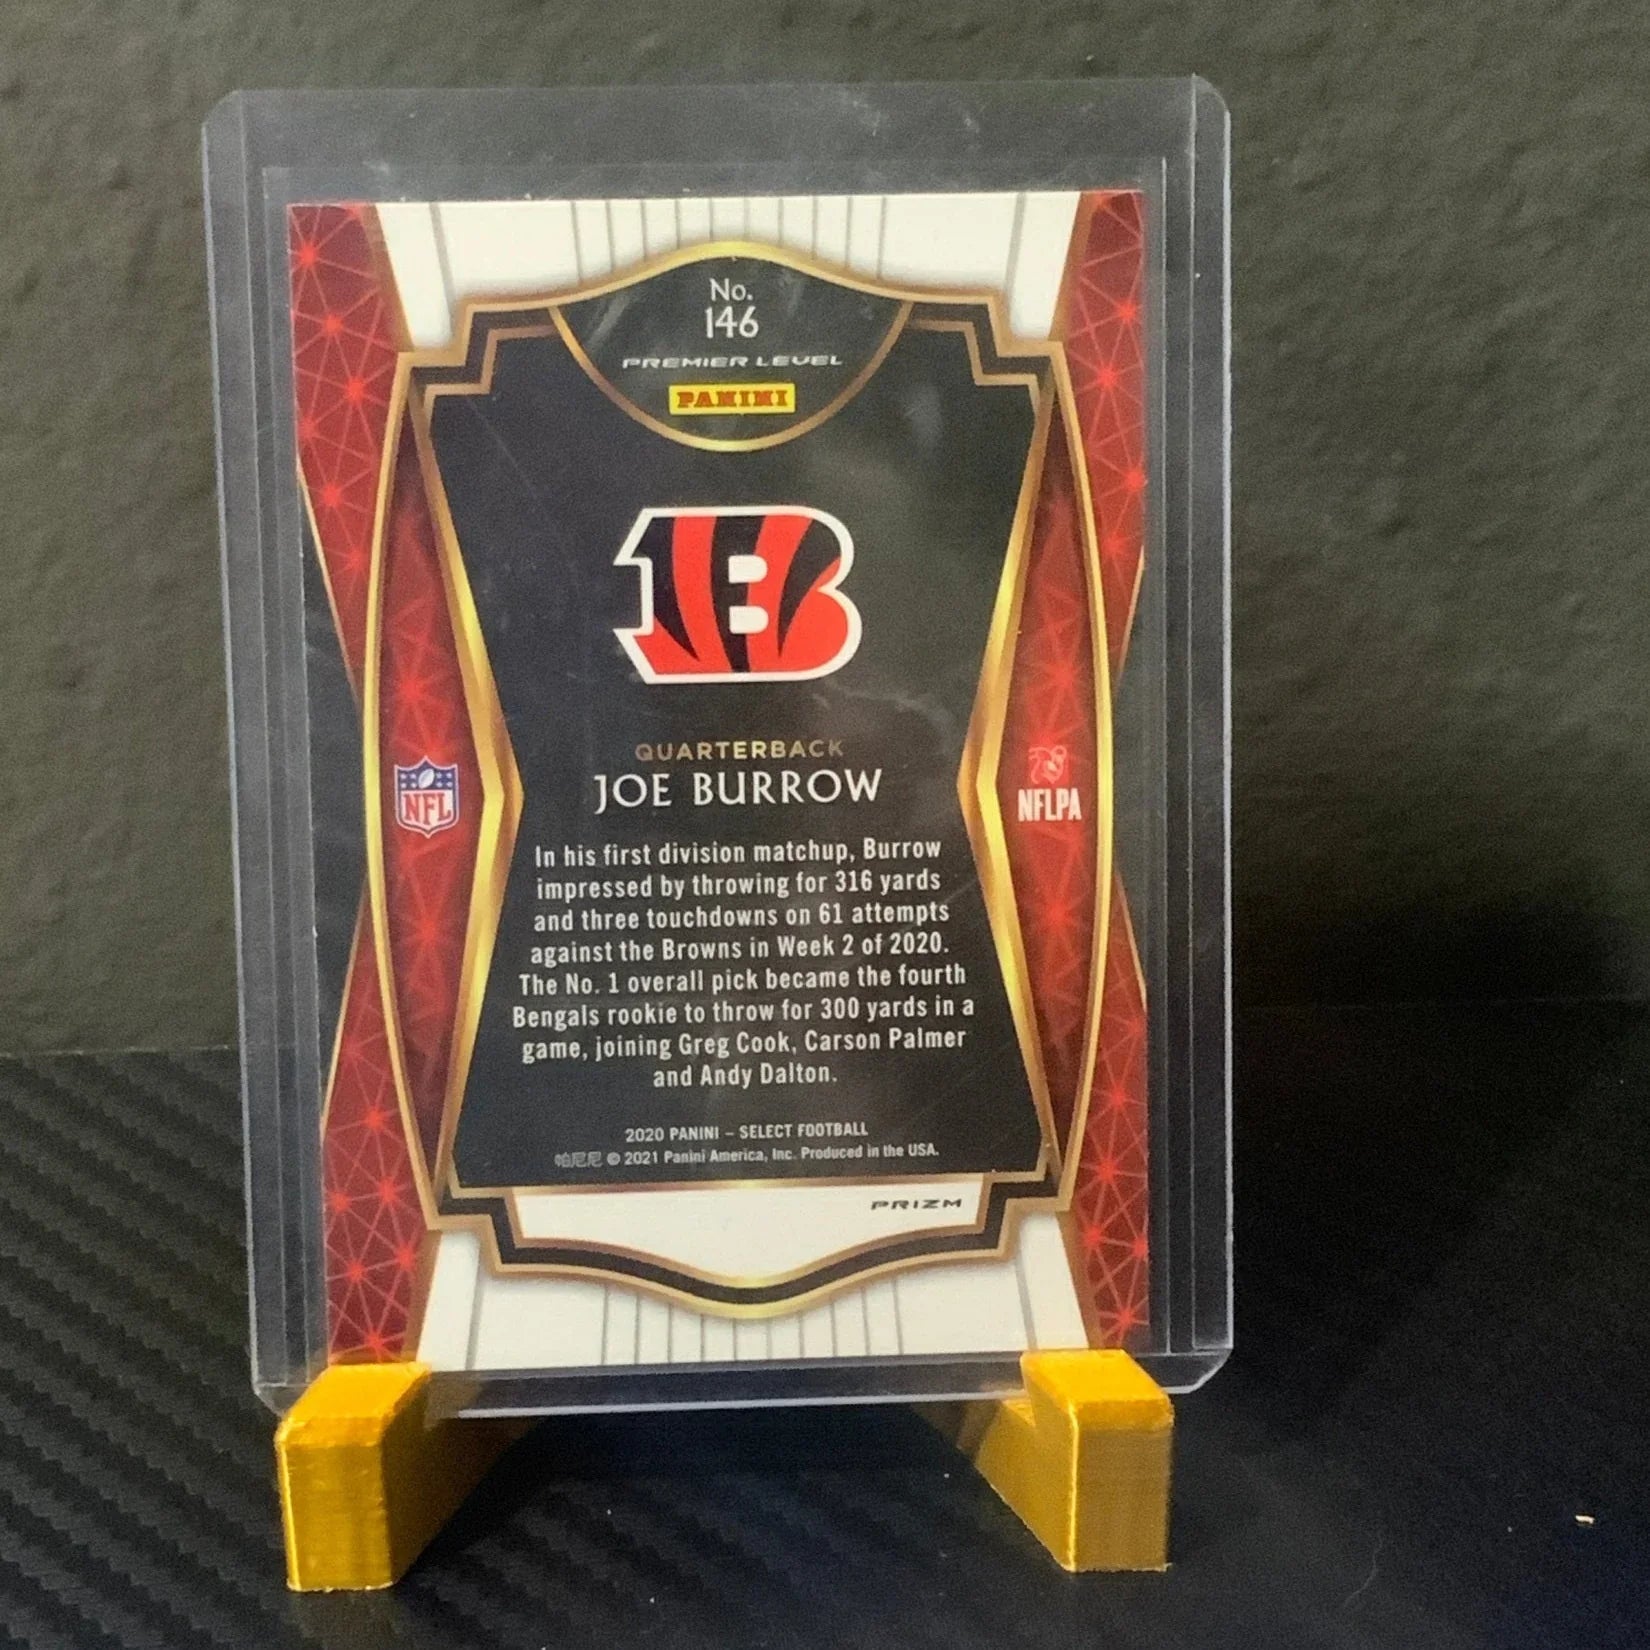 No.
146
PREMIER LEVEL
PANINI
B
QUARTERBACK
JOE BURROW
NFL
NFLPA
In his first division matchup, Burrow
impressed by throwing for 316 yards
and three touchdowns on 61 attempts
against the Browns in Week 2 of 2020.
The No. 1 overall pick became the fourth
Bengals rookie to throw for 300 yards in a
game, joining Greg Cook, Carson Palmer
and Andy Dalton.
2020 PANINI – SELECT FOOTBALL
帕尼尼 © 2021 Panini America, Inc. Produced in the USA.
PRIZM